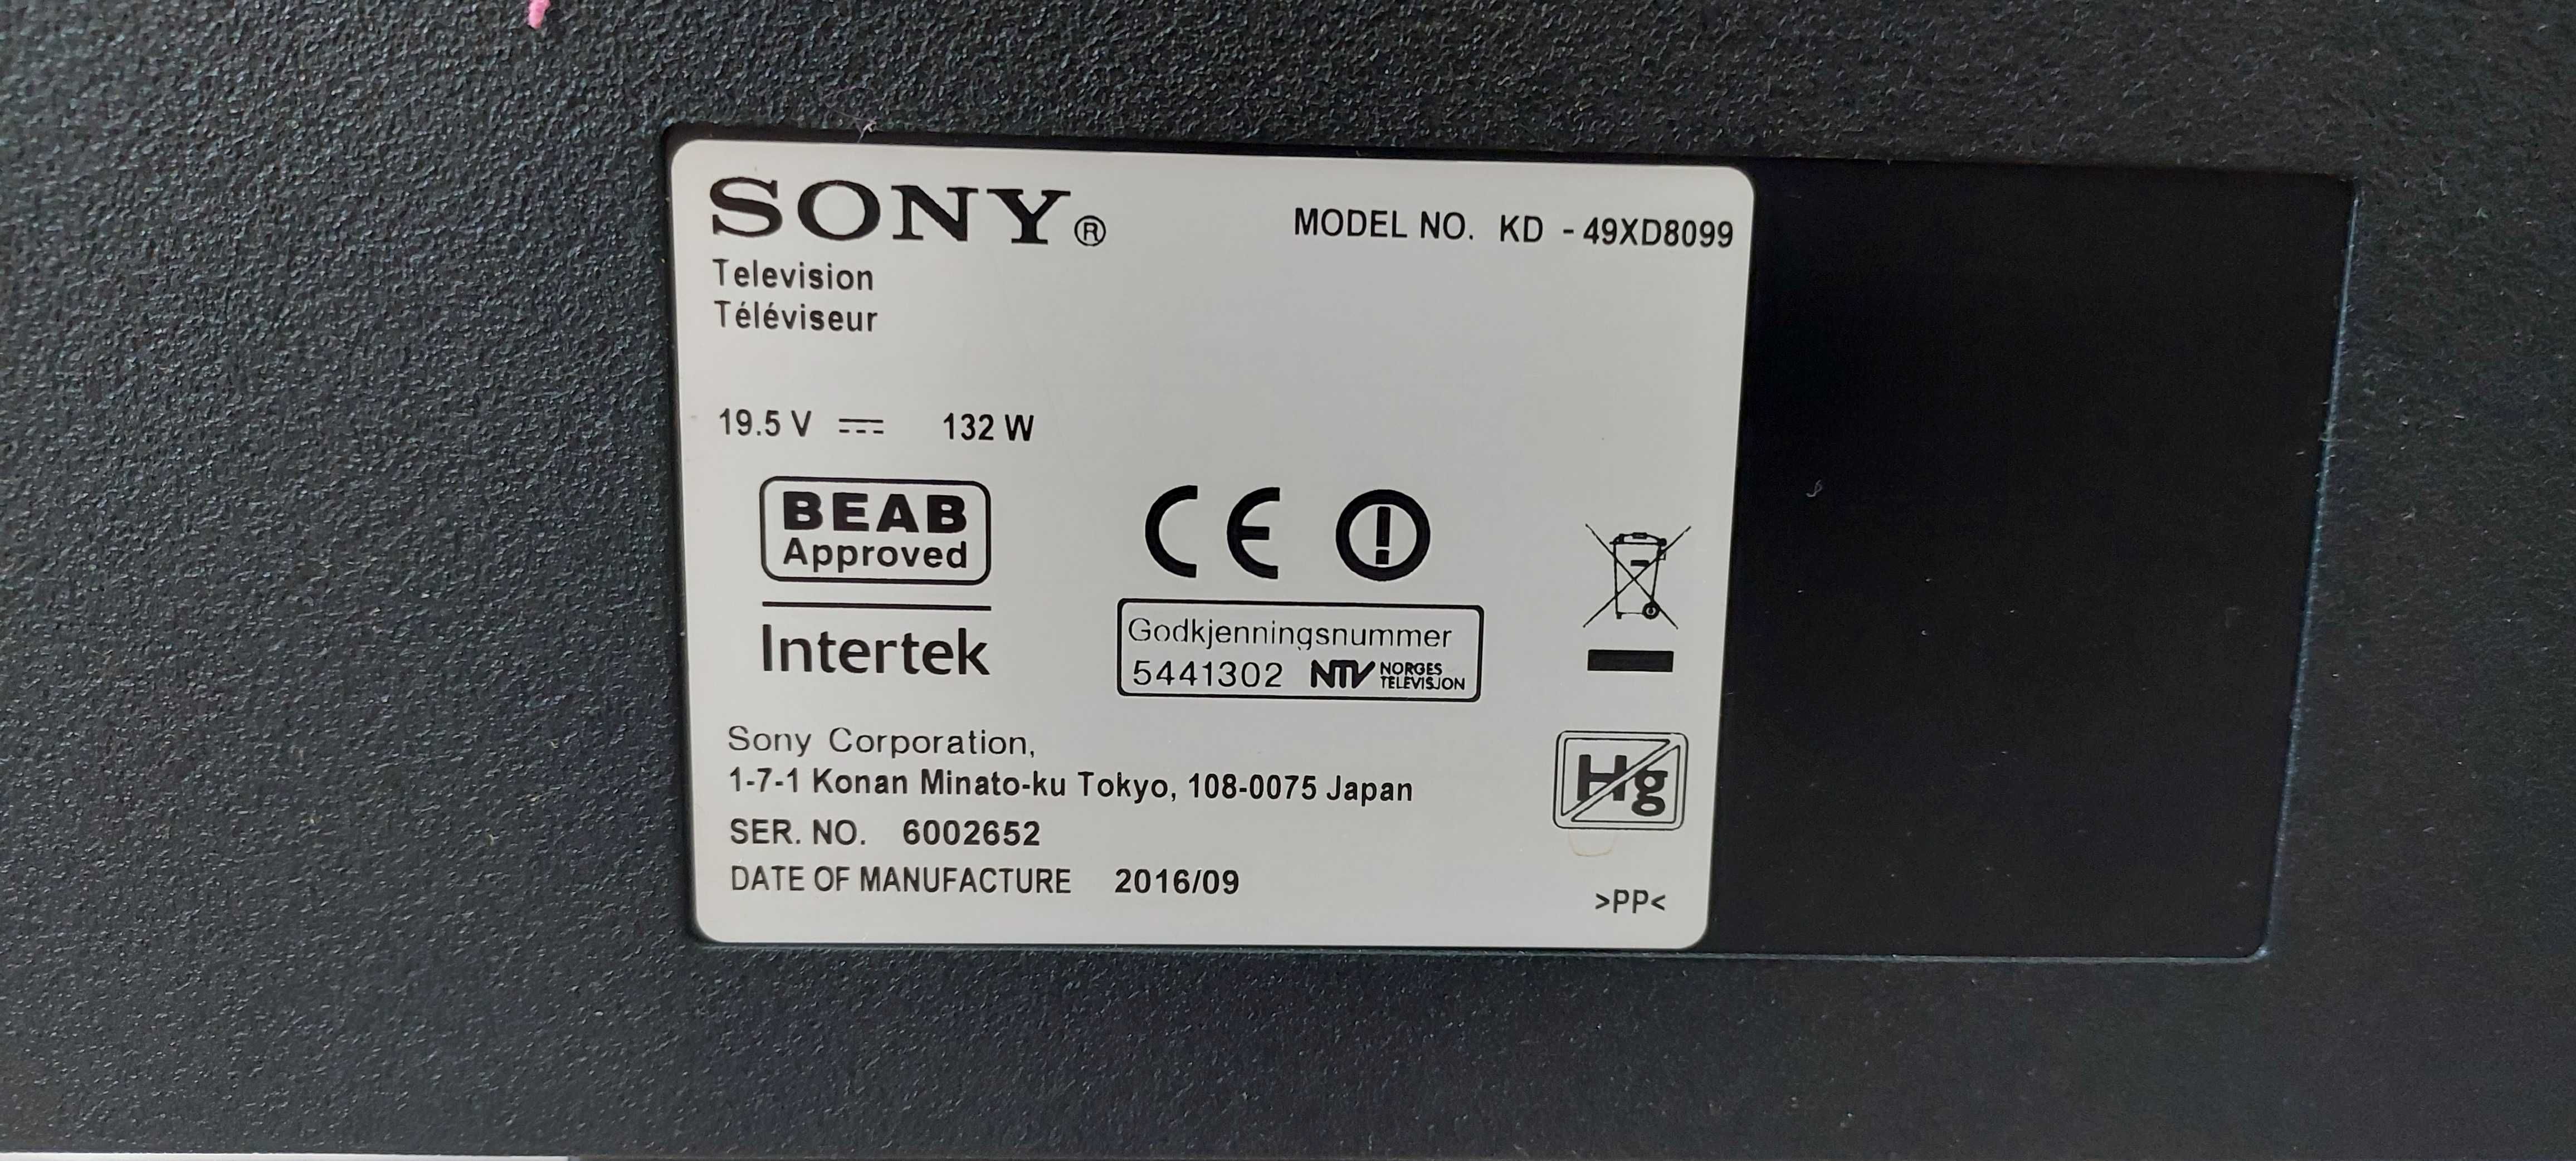 SONY®
MODEL NO. KD - 49XD8099
Television
Téléviseur
19.5 V ⎓ 132 W
BEAB
Approved
Intertek
CE
Godkjenningsnummer
5441302 NTV NORGES TELEVISJON
Hg
Sony Corporation,
1-7-1 Konan Minato-ku Tokyo, 108-0075 Japan
SER. NO. 6002652
DATE OF MANUFACTURE 2016/09
>PP<